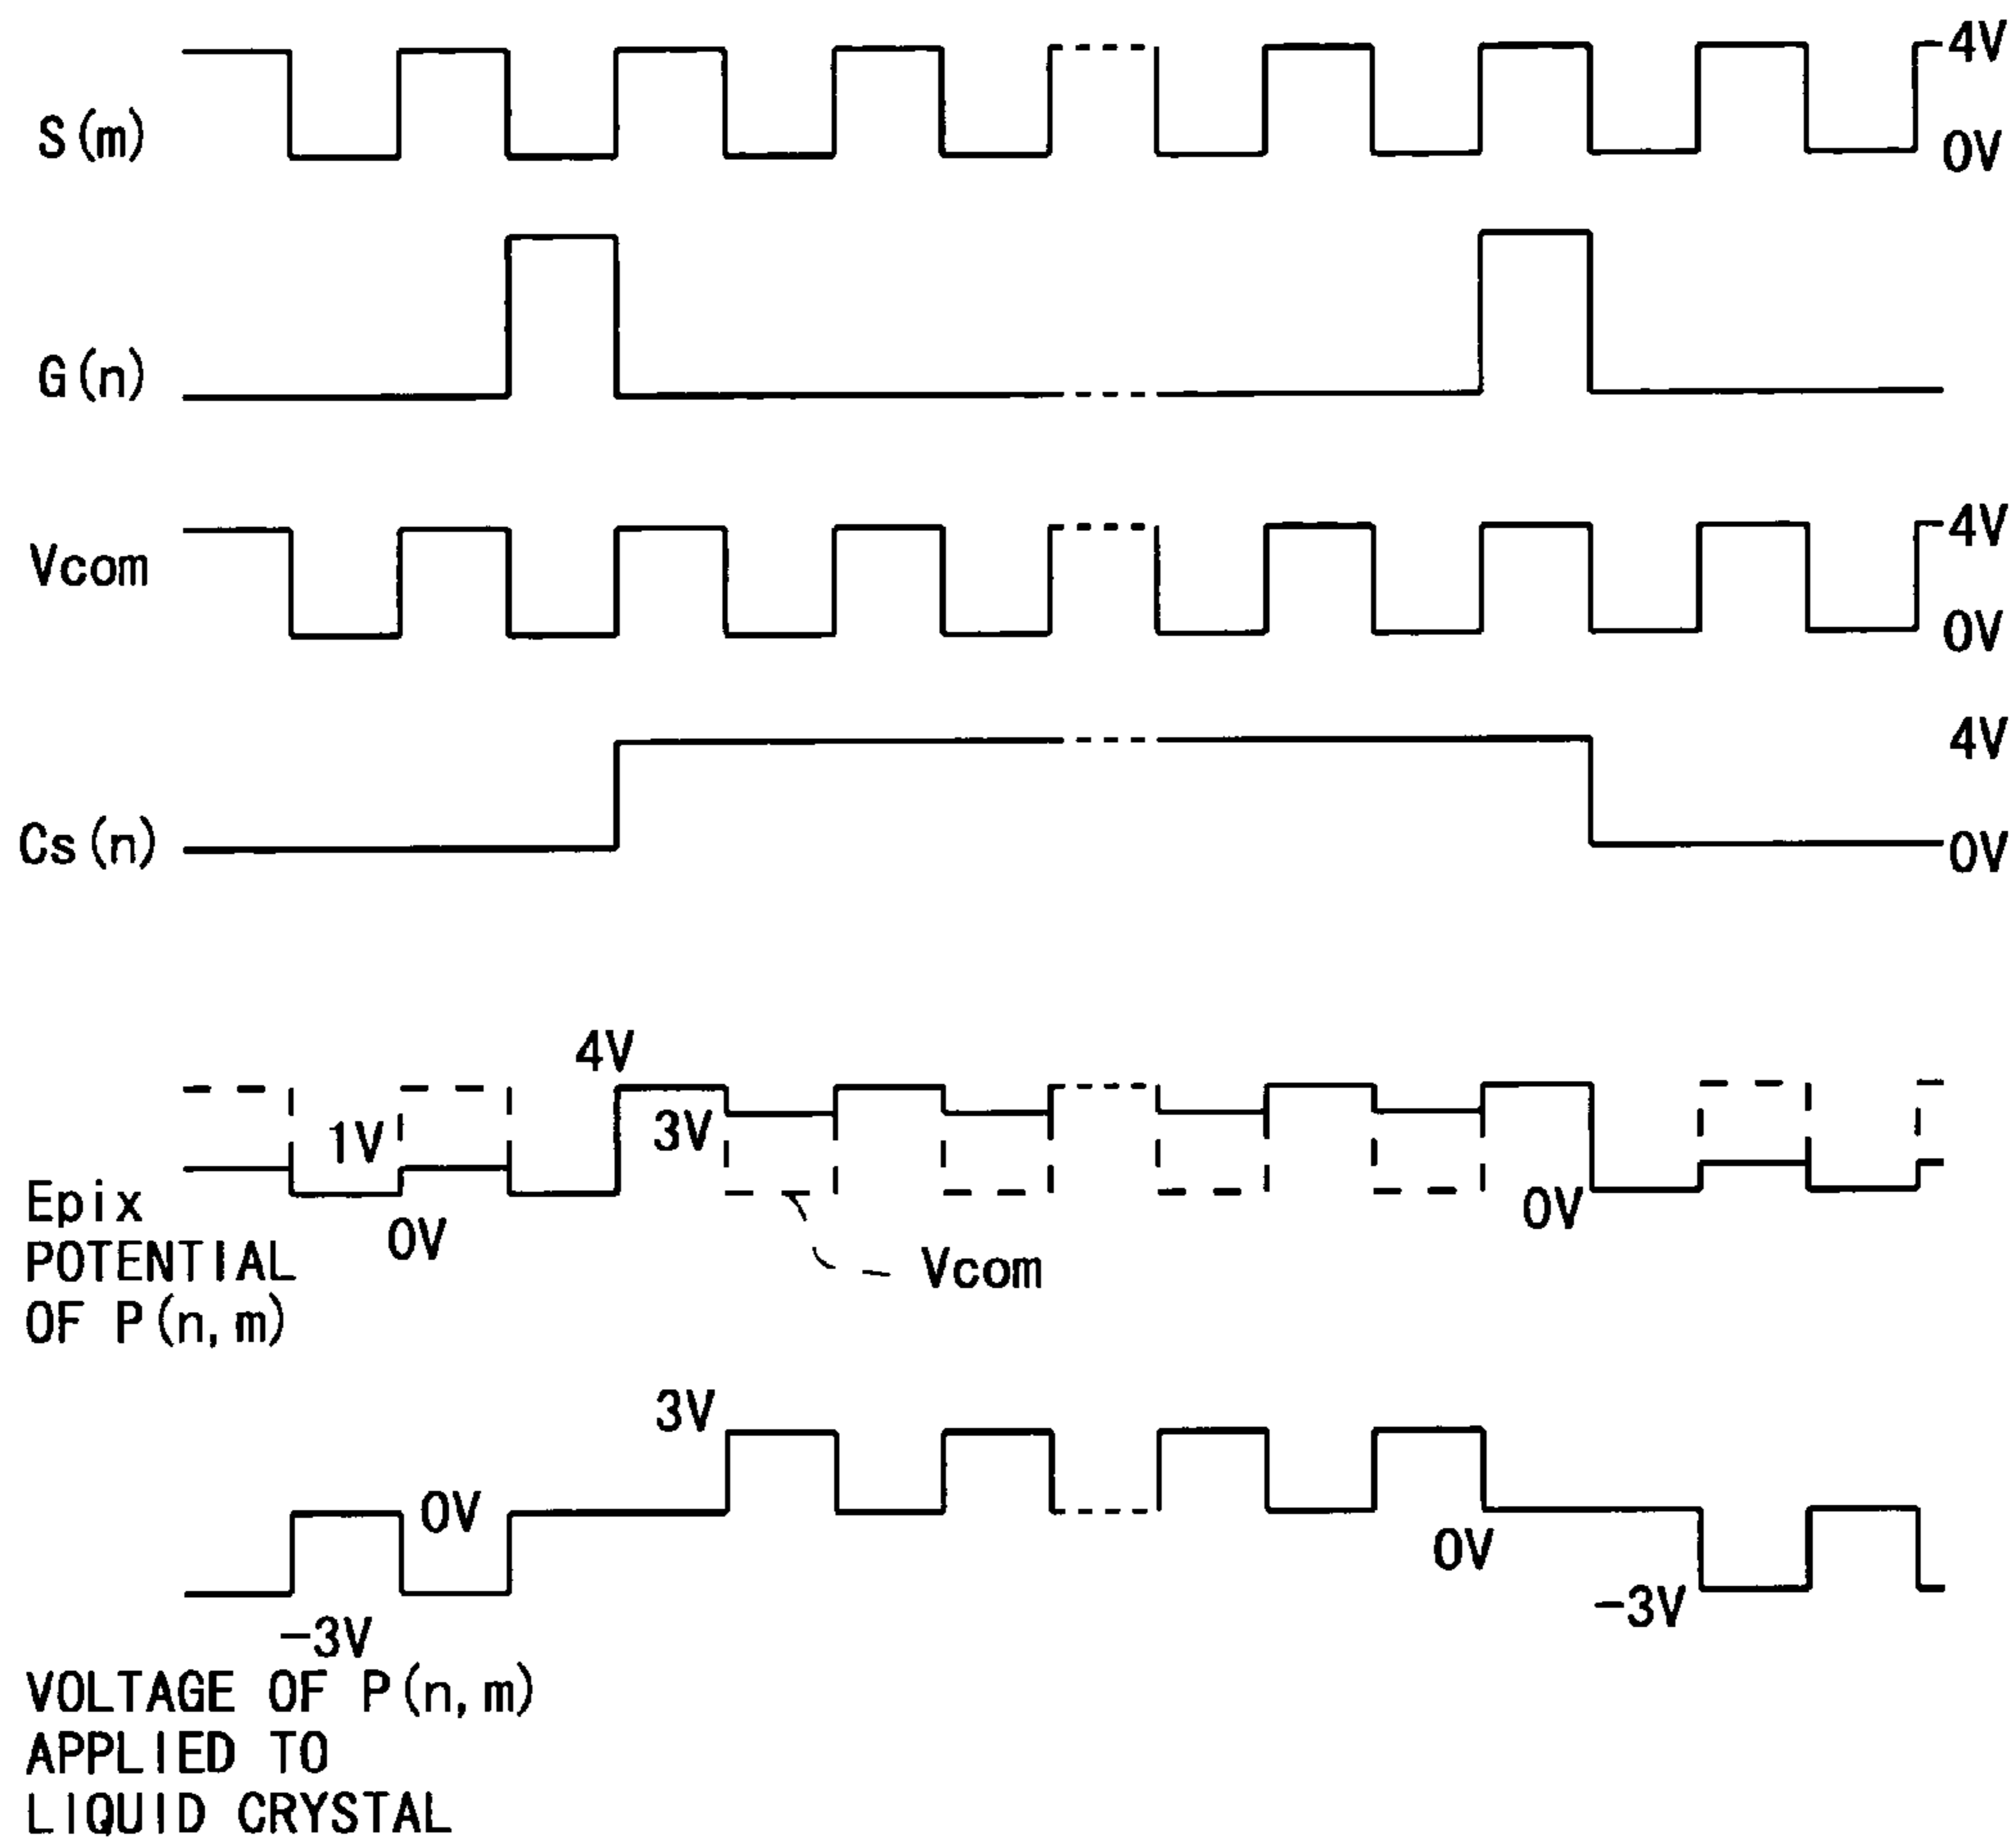 4V
S(m)
0V
G(n)
4V
Vcom
0V
4V
Cs(n)
0V
4V
1V
3V
Epix
POTENTIAL
OF P(n,m)
0V
0V
Vcom
3V
0V
0V
-3V
-3V
VOLTAGE OF P(n,m)
APPLIED TO
LIQUID CRYSTAL